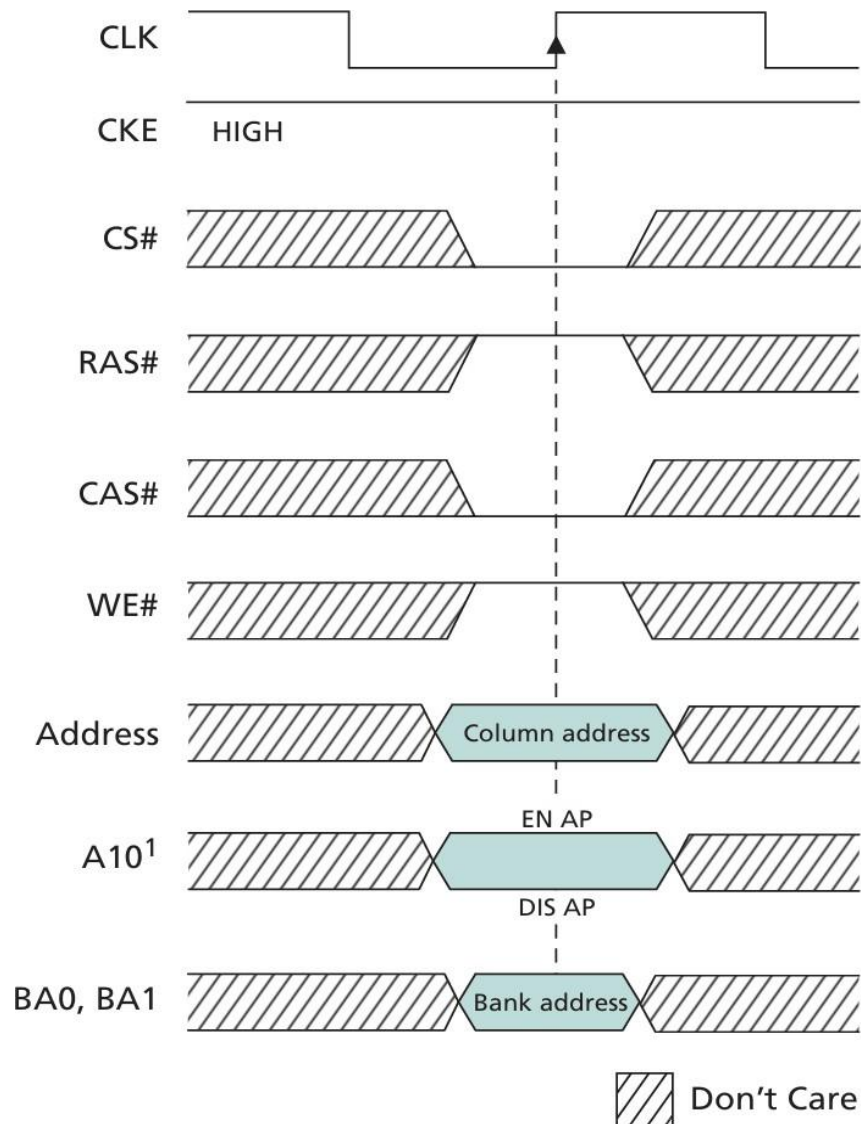 CLK
CKE HIGH
CS#
RAS#
CAS#
WE#
Address Column address
EN AP
A10¹
DIS AP
BA0, BA1 Bank address
Don't Care